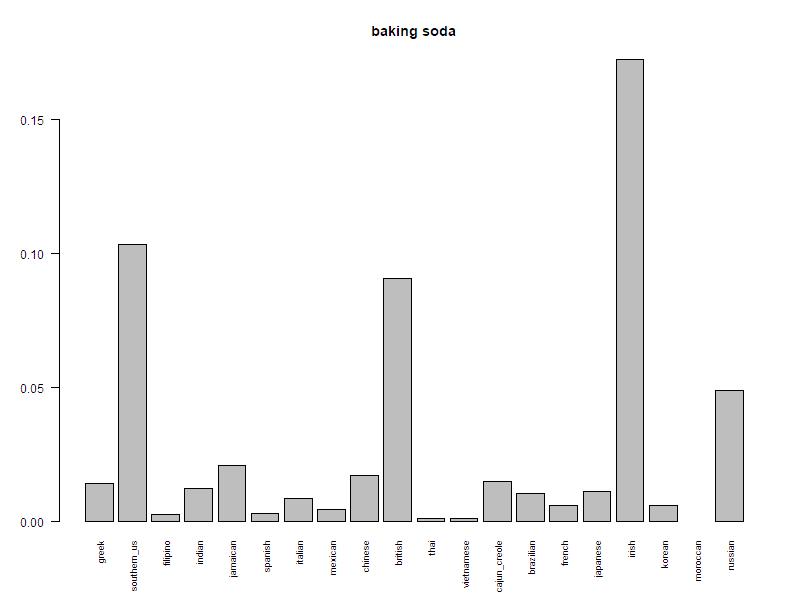 baking soda
0.15
0.10
0.05
0.00
greek
southern_us
filipino
indian
jamaican
spanish
italian
mexican
chinese
british
thai
vietnamese
cajun_creole
brazilian
french
japanese
irish
korean
moroccan
russian